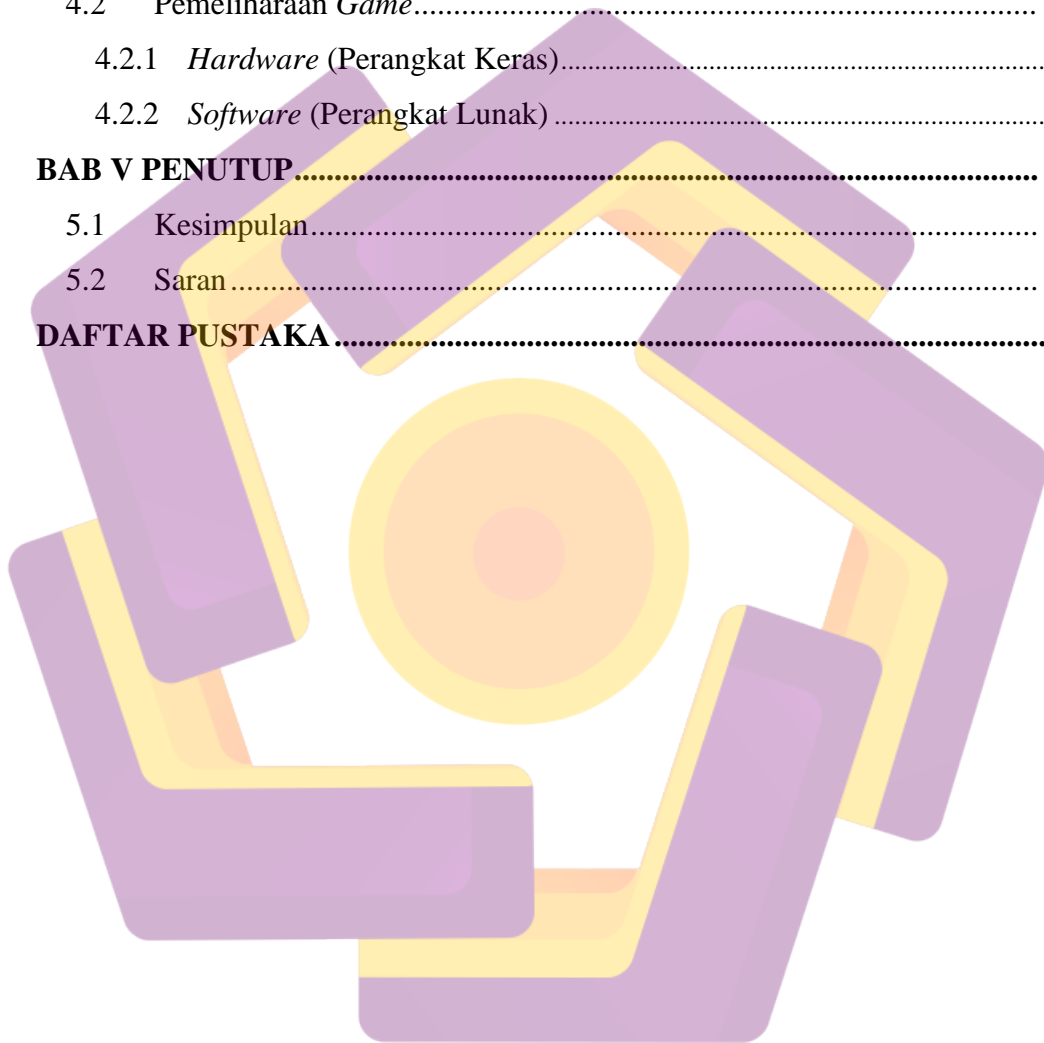 4.2 Pemeliharaan Game........................................................................................
4.2.1 Hardware (Perangkat Keras)........................................................................
4.2.2 Software (Perangkat Lunak) ........................................................................
BAB V PENUTUP........................................................................................
5.1 Kesimpulan........................................................................................
5.2 Saran ........................................................................................
DAFTAR PUSTAKA ........................................................................................